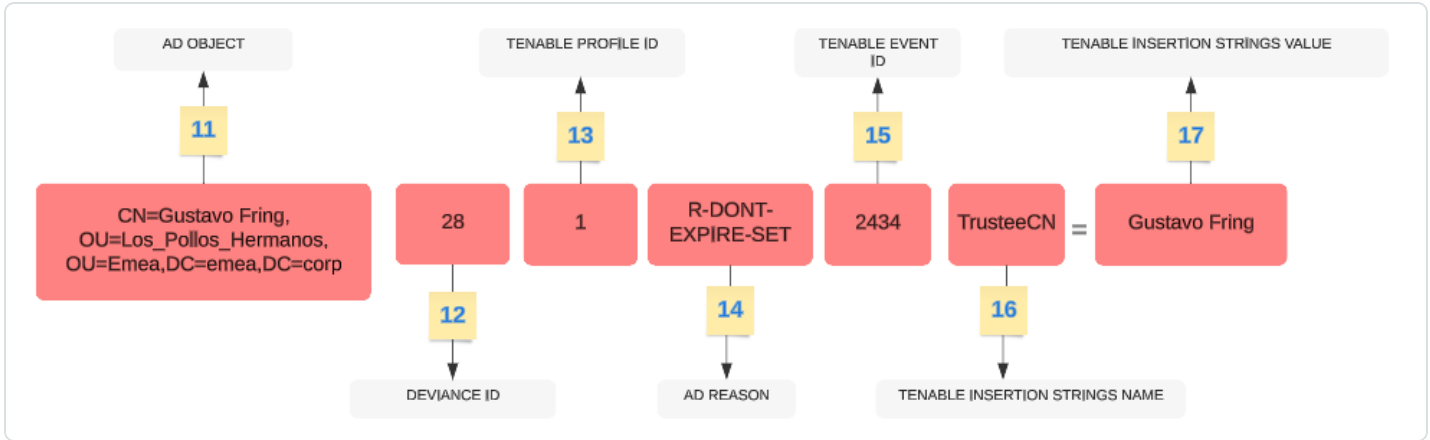 AD OBJECT
TENABLE PROFILE ID
TENABLE EVENT
ID
TENABLE INSERTION STRINGS VALUE
11
13
15
17
CN=Gustavo Fring,
OU=Los_Pollos_Hermanos,
OU=Emea,DC=emea,DC=corp
28
1
R-DONT-
EXPIRE-SET
2434
TrusteeCN
=
Gustavo Fring
12
14
16
DEVIANCE ID
AD REASON
TENABLE INSERTION STRINGS NAME